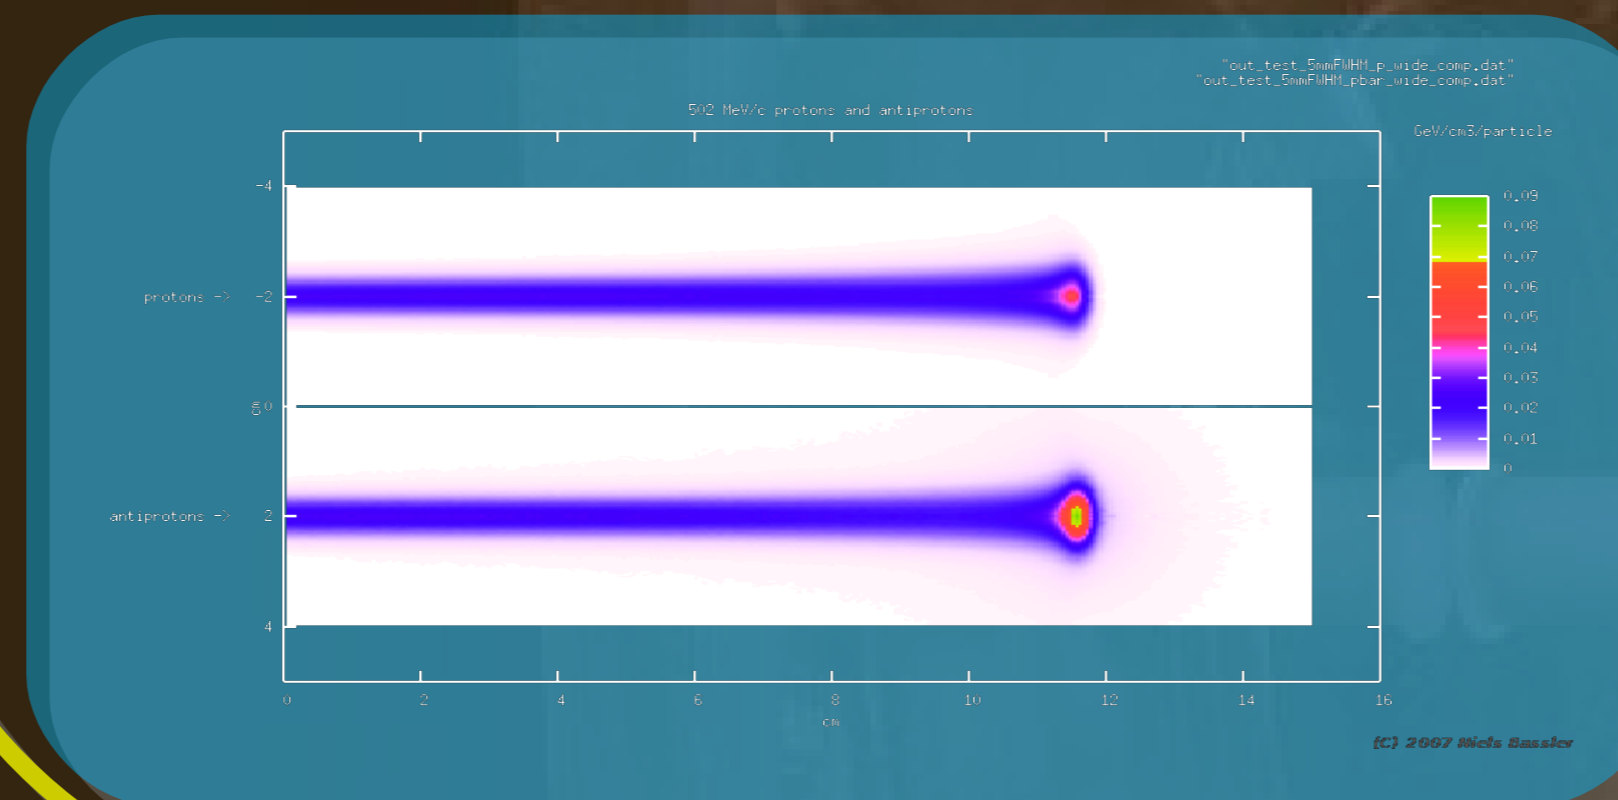 "out_test_5mmFWHM_p_wide_comp.dat"
"out_test_5mmFWHM_pbar_wide_comp.dat"
502 MeV/c protons and antiprotons
GeV/cm3/particle
-4
protons -> -2
cm 0
antiprotons -> 2
4
0 2 4 6 8 10 12 14 16
cm
0.09
0.08
0.07
0.06
0.05
0.04
0.03
0.02
0.01
0
(C) 2007 Niels Bassler